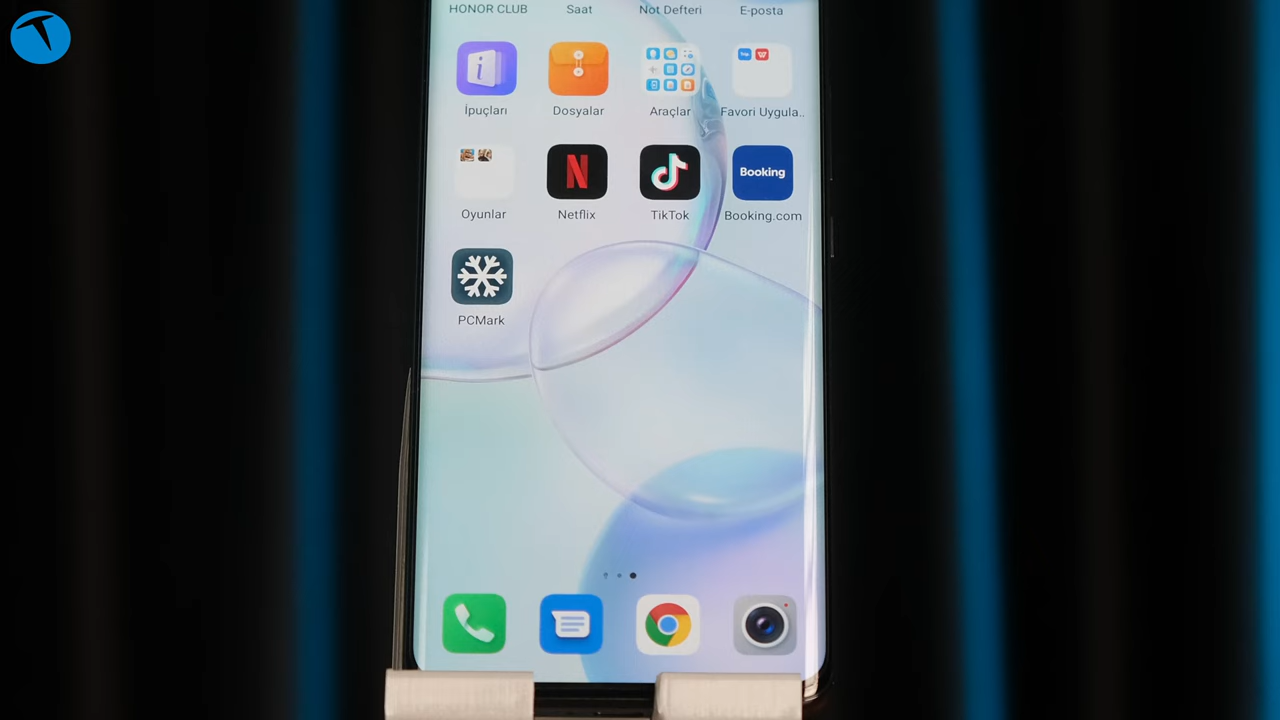 HONOR CLUB Saat Not Defteri E-posta
İpuçları Dosyalar Araçlar Favori Uygula..
Oyunlar Netflix TikTok Booking.com
N Booking
PCMark